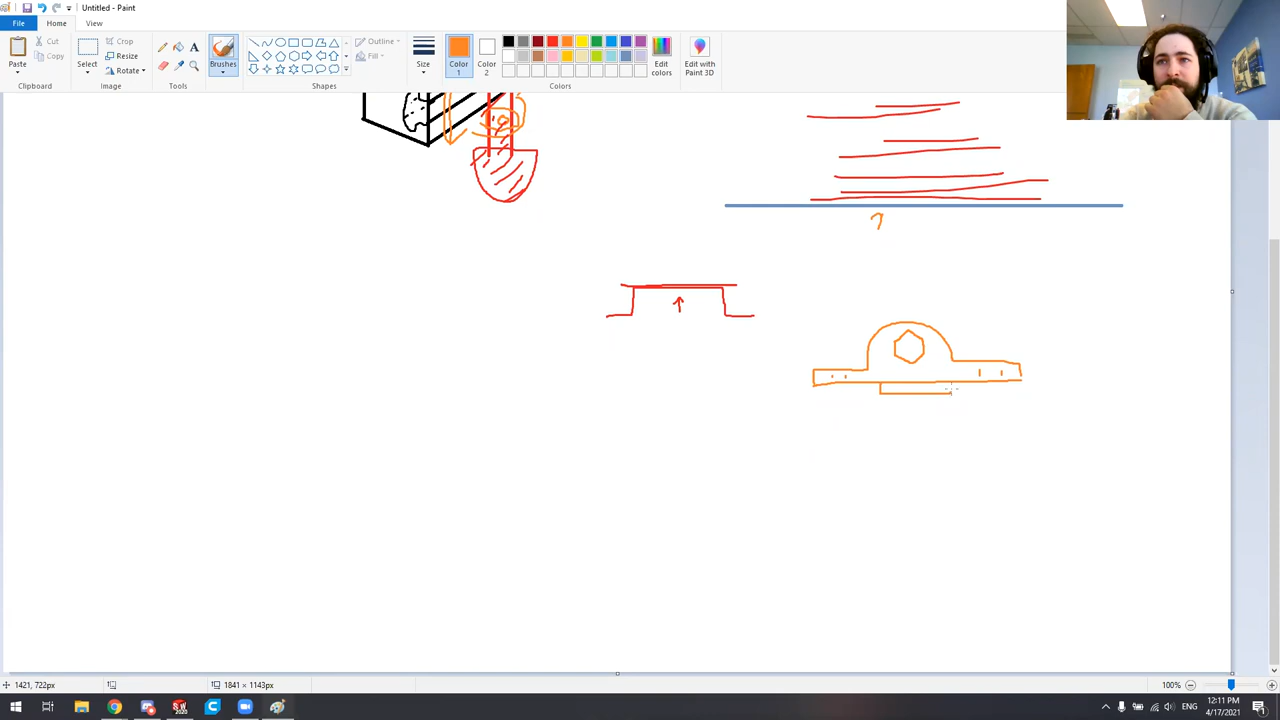 Untitled - Paint
File
Home
View
Paste
Cut
Copy
Clipboard
Select
Crop
Resize
Rotate
Image
A
Tools
Brushes
Shapes
Outline
Fill
Size
Color 1
Color 2
Edit colors
Colors
Edit with Paint 3D
1421, 722px
1841 × 1143px
100%
ENG
12:11 PM
4/17/2021